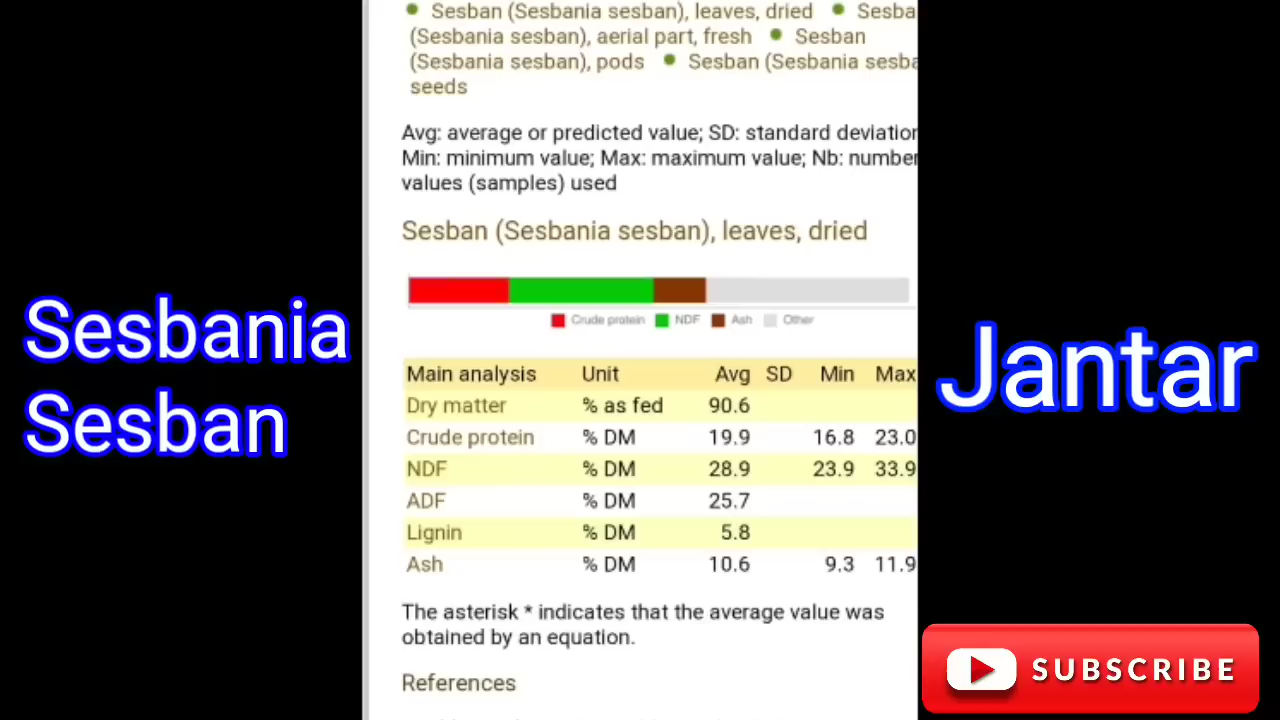 Sesban (Sesbania sesban), leaves, dried Sesba
(Sesbania sesban), aerial part, fresh Sesban
(Sesbania sesban), pods Sesban (Sesbania sesba
seeds
Avg: average or predicted value; SD: standard deviation
Min: minimum value; Max: maximum value; Nb: number
values (samples) used
Sesban (Sesbania sesban), leaves, dried
Crude protein NDF Ash Other
Main analysis Unit Avg SD Min Max
Dry matter % as fed 90.6
Crude protein % DM 19.9 16.8 23.0
NDF % DM 28.9 23.9 33.9
ADF % DM 25.7
Lignin % DM 5.8
Ash % DM 10.6 9.3 11.9
The asterisk * indicates that the average value was
obtained by an equation.
References
Sesbania
Sesban
Jantar
SUBSCRIBE